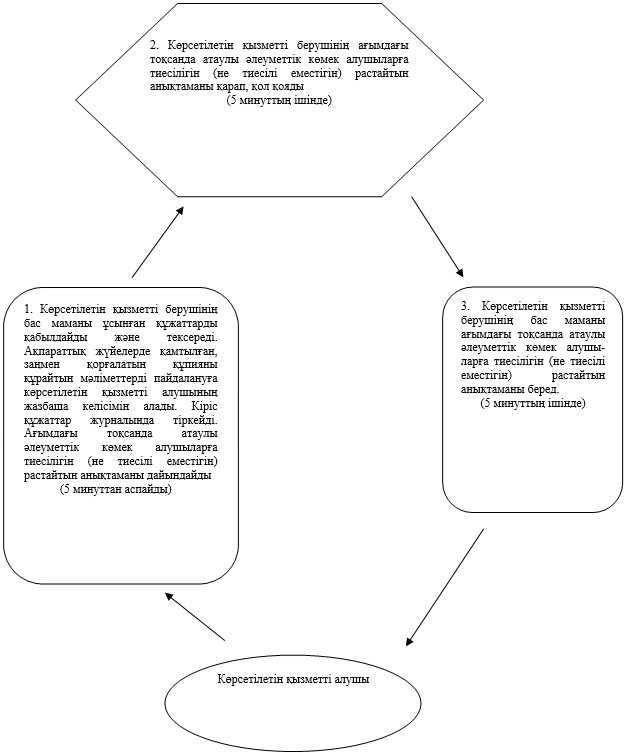 2. Көрсетілетін қызметті берушінің ағымдағы
тоқсанда атаулы әлеуметтік көмек алушыларға
тиесілігін (не тиесілі еместігін) растайтын
анықтаманы қарап, қол қояды
(5 минуттың ішінде)
1. Көрсетілетін қызметті берушінің
бас маманы ұсынған құжаттарды
қабылдайды және тексереді.
Ақпараттық жүйелерде қамтылған,
заңмен қорғалатын құпияны
құрайтын мәліметтерді пайдалануға
көрсетілетін қызметті алушының
жазбаша келісімін алады. Кіріс
құжаттар журналында тіркейді.
Ағымдағы тоқсанда атаулы
әлеуметтік көмек алушыларға
тиесілігін (не тиесілі еместігін)
растайтын анықтаманы дайындайды
(5 минуттан аспайды)
3. Көрсетілетін қызметті
берушінің бас маманы
ағымдағы тоқсанда атаулы
әлеуметтік көмек алушы-
ларға тиесілігін (не тиесілі
еместігін) растайтын
анықтаманы беред.
(5 минуттың ішінде)
Көрсетілетін қызметті алушы